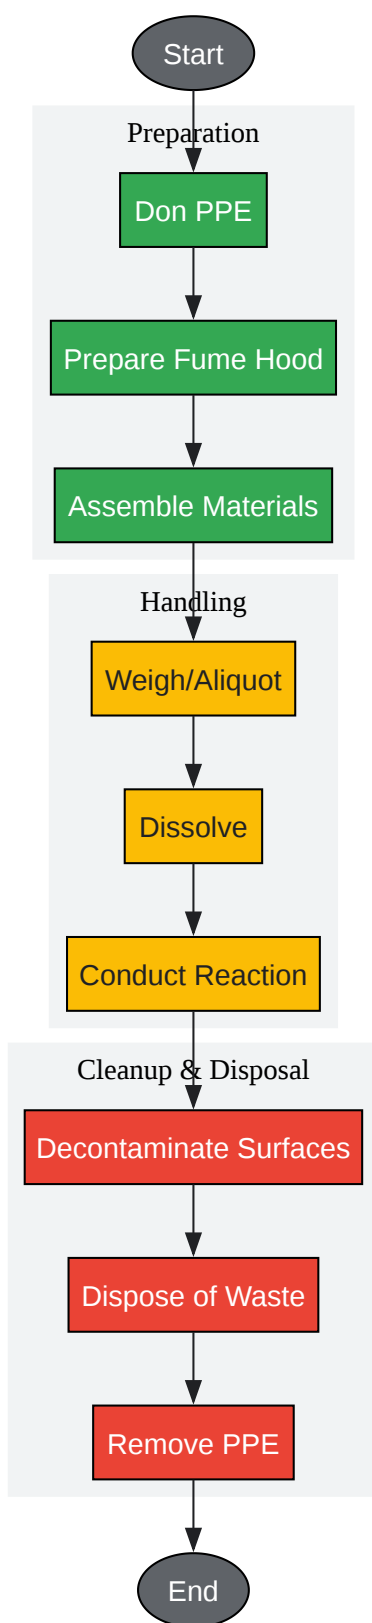 Start
Preparation
Don PPE
Prepare Fume Hood
Assemble Materials
Handling
Weigh/Aliquot
Dissolve
Conduct Reaction
Cleanup & Disposal
Decontaminate Surfaces
Dispose of Waste
Remove PPE
End